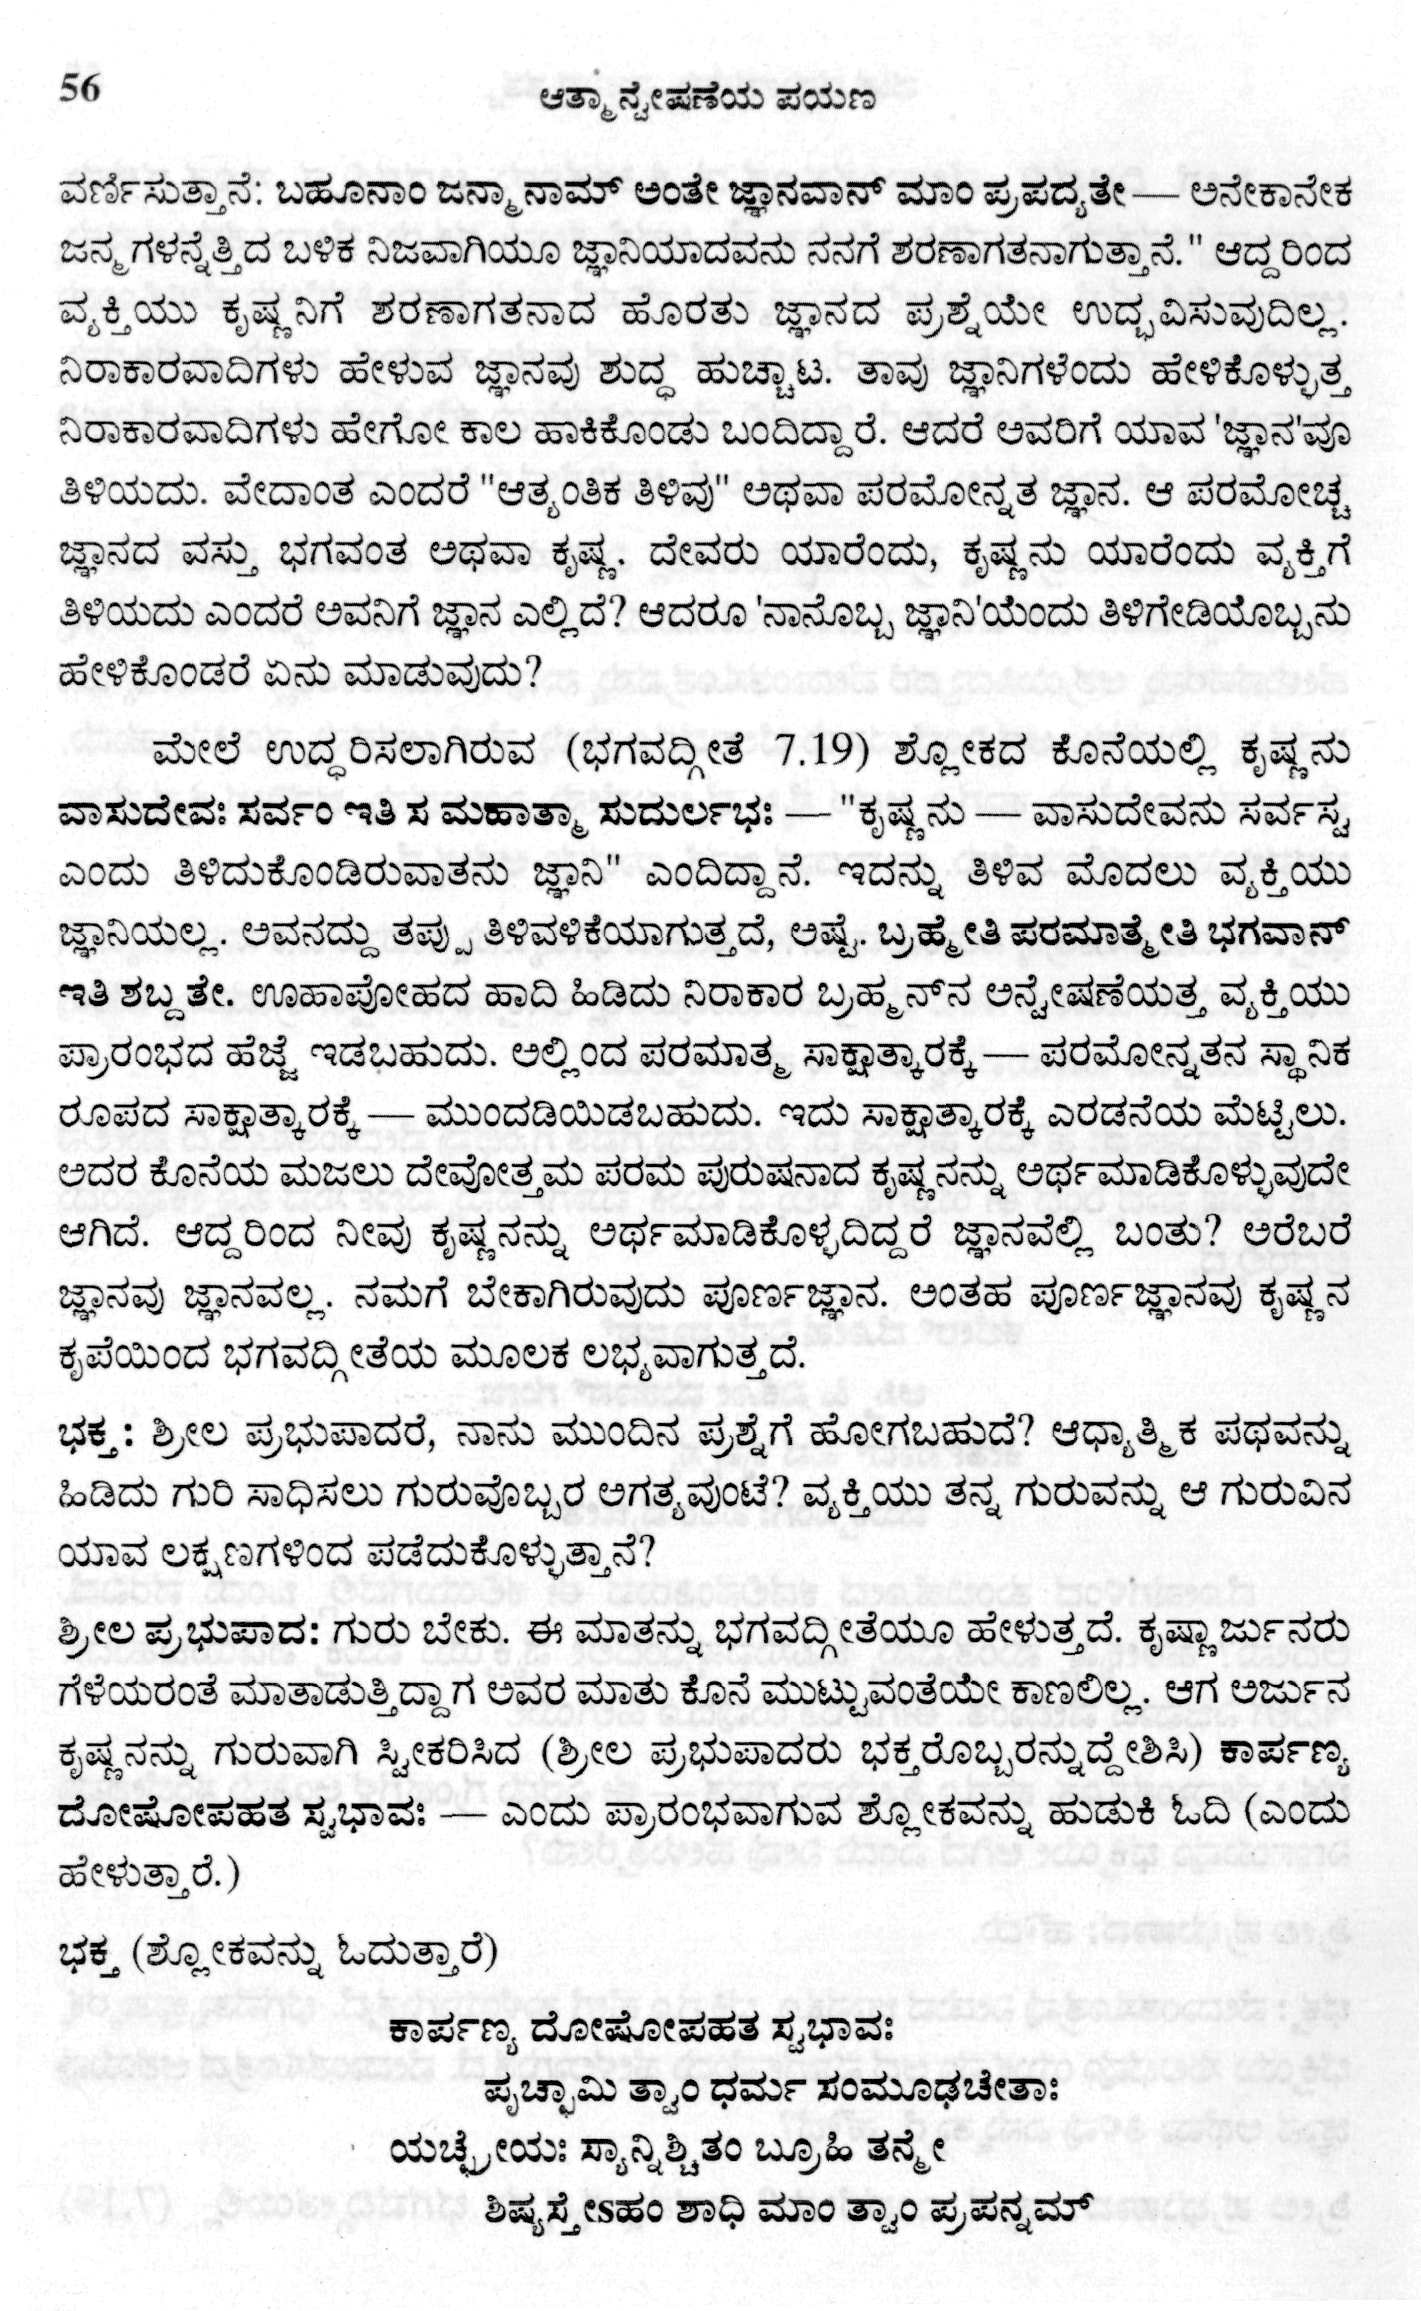 56
ಆತ್ಮಾನ್ವೇಷಣೆಯ ಪಯಣ
ವರ್ಣಿಸುತ್ತಾನೆ: ಬಹೂನಾಂ ಜನ್ಮಾನಾಮ್ ಅಂತೇ ಜ್ಞಾನವಾನ್ ಮಾಂ ಪ್ರಪದ್ಯತೇ — ಅನೇಕಾನೇಕ
ಜನ್ಮಗಳನ್ನೆತ್ತಿದ ಬಳಿಕ ನಿಜವಾಗಿಯೂ ಜ್ಞಾನಿಯಾದವನು ನನಗೆ ಶರಣಾಗತನಾಗುತ್ತಾನೆ." ಆದ್ದರಿಂದ
ವ್ಯಕ್ತಿಯು ಕೃಷ್ಣನಿಗೆ ಶರಣಾಗತನಾದ ಹೊರತು ಜ್ಞಾನದ ಪ್ರಶ್ನೆಯೇ ಉದ್ಭವಿಸುವುದಿಲ್ಲ.
ನಿರಾಕಾರವಾದಿಗಳು ಹೇಳುವ ಜ್ಞಾನವು ಶುದ್ಧ ಹುಚ್ಚಾಟ. ತಾವು ಜ್ಞಾನಿಗಳೆಂದು ಹೇಳಿಕೊಳ್ಳುತ್ತ
ನಿರಾಕಾರವಾದಿಗಳು ಹೇಗೋ ಕಾಲ ಹಾಕಿಕೊಂಡು ಬಂದಿದ್ದಾರೆ. ಆದರೆ ಅವರಿಗೆ ಯಾವ 'ಜ್ಞಾನ'ವೂ
ತಿಳಿಯದು. ವೇದಾಂತ ಎಂದರೆ "ಆತ್ಯಂತಿಕ ತಿಳಿವು" ಅಥವಾ ಪರಮೋನ್ನತ ಜ್ಞಾನ. ಆ ಪರಮೋಚ್ಚ
ಜ್ಞಾನದ ವಸ್ತು ಭಗವಂತ ಅಥವಾ ಕೃಷ್ಣ. ದೇವರು ಯಾರೆಂದು, ಕೃಷ್ಣನು ಯಾರೆಂದು ವ್ಯಕ್ತಿಗೆ
ತಿಳಿಯದು ಎಂದರೆ ಅವನಿಗೆ ಜ್ಞಾನ ಎಲ್ಲಿದೆ? ಆದರೂ 'ನಾನೊಬ್ಬ ಜ್ಞಾನಿ'ಯೆಂದು ತಿಳಿಗೇಡಿಯೊಬ್ಬನು
ಹೇಳಿಕೊಂಡರೆ ಏನು ಮಾಡುವುದು?
ಮೇಲೆ ಉದ್ಧರಿಸಲಾಗಿರುವ (ಭಗವದ್ಗೀತೆ 7.19) ಶ್ಲೋಕದ ಕೊನೆಯಲ್ಲಿ ಕೃಷ್ಣನು
ವಾಸುದೇವಃ ಸರ್ವಂ ಇತಿ ಸ ಮಹಾತ್ಮಾ ಸುದುರ್ಲಭಃ — "ಕೃಷ್ಣನು — ವಾಸುದೇವನು ಸರ್ವಸ್ವ
ಎಂದು ತಿಳಿದುಕೊಂಡಿರುವಾತನು ಜ್ಞಾನಿ" ಎಂದಿದ್ದಾನೆ. ಇದನ್ನು ತಿಳಿವ ಮೊದಲು ವ್ಯಕ್ತಿಯು
ಜ್ಞಾನಿಯಲ್ಲ. ಅವನದ್ದು ತಪ್ಪು ತಿಳಿವಳಿಕೆಯಾಗುತ್ತದೆ, ಅಷ್ಟೆ. ಬ್ರಹ್ಮೇತಿ ಪರಮಾತ್ಮೇತಿ ಭಗವಾನ್
ಇತಿ ಶಬ್ದತೇ. ಊಹಾಪೋಹದ ಹಾದಿ ಹಿಡಿದು ನಿರಾಕಾರ ಬ್ರಹ್ಮನ್‌ನ ಅನ್ವೇಷಣೆಯತ್ತ ವ್ಯಕ್ತಿಯು
ಪ್ರಾರಂಭದ ಹೆಜ್ಜೆ ಇಡಬಹುದು. ಅಲ್ಲಿಂದ ಪರಮಾತ್ಮ ಸಾಕ್ಷಾತ್ಕಾರಕ್ಕೆ — ಪರಮೋನ್ನತನ ಸ್ಥಾನಿಕ
ರೂಪದ ಸಾಕ್ಷಾತ್ಕಾರಕ್ಕೆ — ಮುಂದಡಿಯಿಡಬಹುದು. ಇದು ಸಾಕ್ಷಾತ್ಕಾರಕ್ಕೆ ಎರಡನೆಯ ಮೆಟ್ಟಿಲು.
ಅದರ ಕೊನೆಯ ಮಜಲು ದೇವೋತ್ತಮ ಪರಮ ಪುರುಷನಾದ ಕೃಷ್ಣನನ್ನು ಅರ್ಥಮಾಡಿಕೊಳ್ಳುವುದೇ
ಆಗಿದೆ. ಆದ್ದರಿಂದ ನೀವು ಕೃಷ್ಣನನ್ನು ಅರ್ಥಮಾಡಿಕೊಳ್ಳದಿದ್ದರೆ ಜ್ಞಾನವೆಲ್ಲಿ ಬಂತು? ಅರೆಬರೆ
ಜ್ಞಾನವು ಜ್ಞಾನವಲ್ಲ. ನಮಗೆ ಬೇಕಾಗಿರುವುದು ಪೂರ್ಣಜ್ಞಾನ. ಅಂತಹ ಪೂರ್ಣಜ್ಞಾನವು ಕೃಷ್ಣನ
ಕೃಪೆಯಿಂದ ಭಗವದ್ಗೀತೆಯ ಮೂಲಕ ಲಭ್ಯವಾಗುತ್ತದೆ.
ಭಕ್ತ: ಶ್ರೀಲ ಪ್ರಭುಪಾದರೆ, ನಾನು ಮುಂದಿನ ಪ್ರಶ್ನೆಗೆ ಹೋಗಬಹುದೆ? ಆಧ್ಯಾತ್ಮಿಕ ಪಥವನ್ನು
ಹಿಡಿದು ಗುರಿ ಸಾಧಿಸಲು ಗುರುವೊಬ್ಬರ ಅಗತ್ಯವುಂಟೆ? ವ್ಯಕ್ತಿಯು ತನ್ನ ಗುರುವನ್ನು ಆ ಗುರುವಿನ
ಯಾವ ಲಕ್ಷಣಗಳಿಂದ ಪಡೆದುಕೊಳ್ಳುತ್ತಾನೆ?
ಶ್ರೀಲ ಪ್ರಭುಪಾದ: ಗುರು ಬೇಕು. ಈ ಮಾತನ್ನು ಭಗವದ್ಗೀತೆಯೂ ಹೇಳುತ್ತದೆ. ಕೃಷ್ಣಾರ್ಜುನರು
ಗೆಳೆಯರಂತೆ ಮಾತಾಡುತ್ತಿದ್ದಾಗ ಅವರ ಮಾತು ಕೊನೆ ಮುಟ್ಟುವಂತೆಯೇ ಕಾಣಲಿಲ್ಲ. ಆಗ ಅರ್ಜುನ
ಕೃಷ್ಣನನ್ನು ಗುರುವಾಗಿ ಸ್ವೀಕರಿಸಿದ (ಶ್ರೀಲ ಪ್ರಭುಪಾದರು ಭಕ್ತರೊಬ್ಬರನ್ನುದ್ದೇಶಿಸಿ) ಕಾರ್ಪಣ್ಯ
ದೋಷೋಪಹತ ಸ್ವಭಾವಃ — ಎಂದು ಪ್ರಾರಂಭವಾಗುವ ಶ್ಲೋಕವನ್ನು ಹುಡುಕಿ ಓದಿ (ಎಂದು
ಹೇಳುತ್ತಾರೆ.)
ಭಕ್ತ (ಶ್ಲೋಕವನ್ನು ಓದುತ್ತಾರೆ)
ಕಾರ್ಪಣ್ಯ ದೋಷೋಪಹತ ಸ್ವಭಾವಃ
ಪೃಚ್ಛಾಮಿ ತ್ವಾಂ ಧರ್ಮ ಸಂಮೂಢಚೇತಾಃ
ಯಚ್ಛ್ರೇಯಃ ಸ್ಯಾನ್ನಿಶ್ಚಿತಂ ಬ್ರೂಹಿ ತನ್ಮೇ
ಶಿಷ್ಯಸ್ತೇಽಹಂ ಶಾಧಿ ಮಾಂ ತ್ವಾಂ ಪ್ರಪನ್ನಮ್